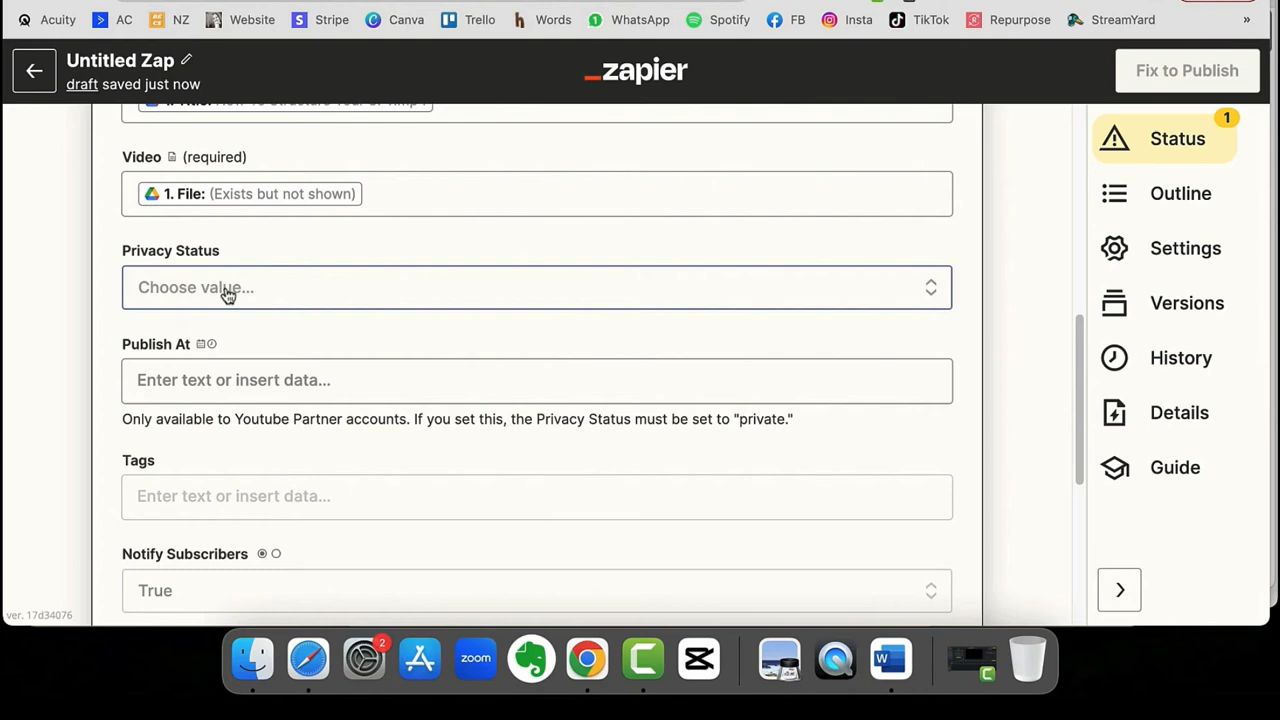 Acuity AC NZ Website Stripe Canva Trello Words WhatsApp Spotify FB Insta TikTok Repurpose StreamYard »
Untitled Zap
draft saved just now
_zapier
Fix to Publish
Video (required)
1. File: (Exists but not shown)
Privacy Status
Choose value...
Publish At
Enter text or insert data...
Only available to Youtube Partner accounts. If you set this, the Privacy Status must be set to "private."
Tags
Enter text or insert data...
Notify Subscribers
True
ver. 17d34076
1
Status
Outline
Settings
Versions
History
Details
Guide
2
zoom